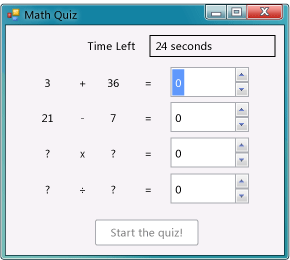 Math Quiz
Time Left 24 seconds
3 + 36 = 0
21 - 7 = 0
? x ? = 0
? ÷ ? = 0
Start the quiz!